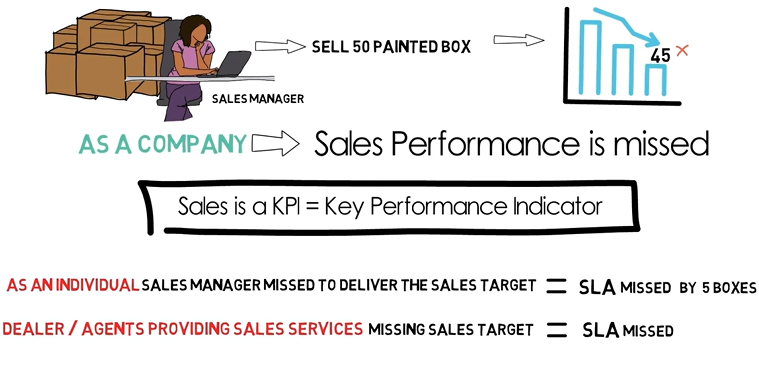 SELL 50 PAINTED BOX
45
SALES MANAGER
AS A COMPANY Sales Performance is missed
Sales is a KPI = Key Performance Indicator
AS AN INDIVIDUAL SALES MANAGER MISSED TO DELIVER THE SALES TARGET = SLA MISSED BY 5 BOXES
DEALER / AGENTS PROVIDING SALES SERVICES MISSING SALES TARGET = SLA MISSED